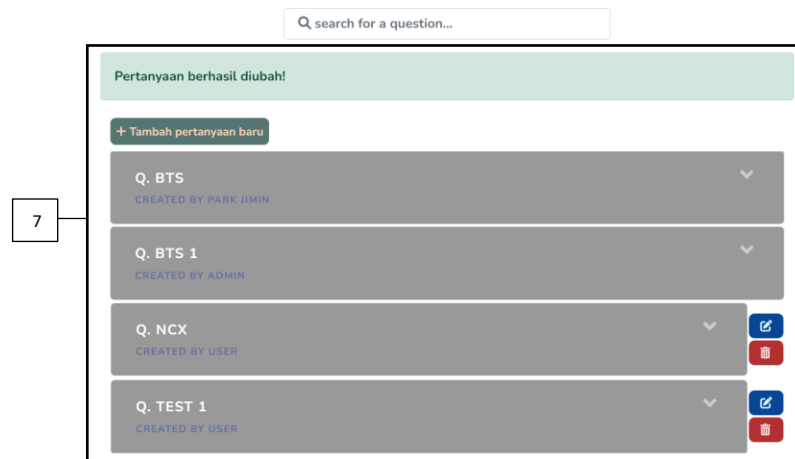 search for a question...
Pertanyaan berhasil diubah!
+ Tambah pertanyaan baru
Q. BTS
CREATED BY PARK JIMIN
7
Q. BTS 1
CREATED BY ADMIN
Q. NCX
CREATED BY USER
Q. TEST 1
CREATED BY USER